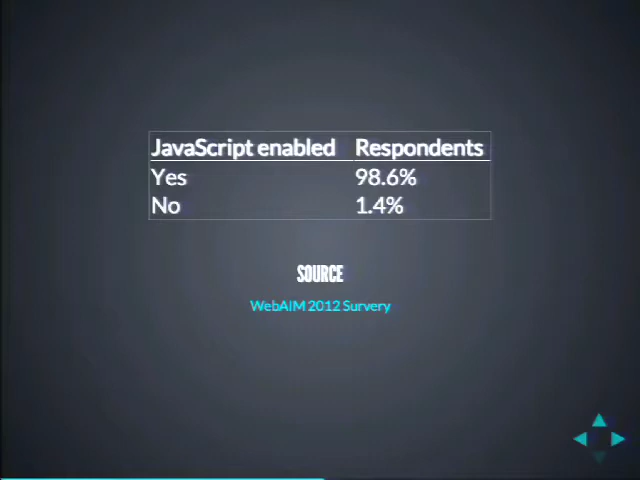 JavaScript enabled Respondents
Yes 98.6%
No 1.4%
SOURCE
WebAIM 2012 Survery